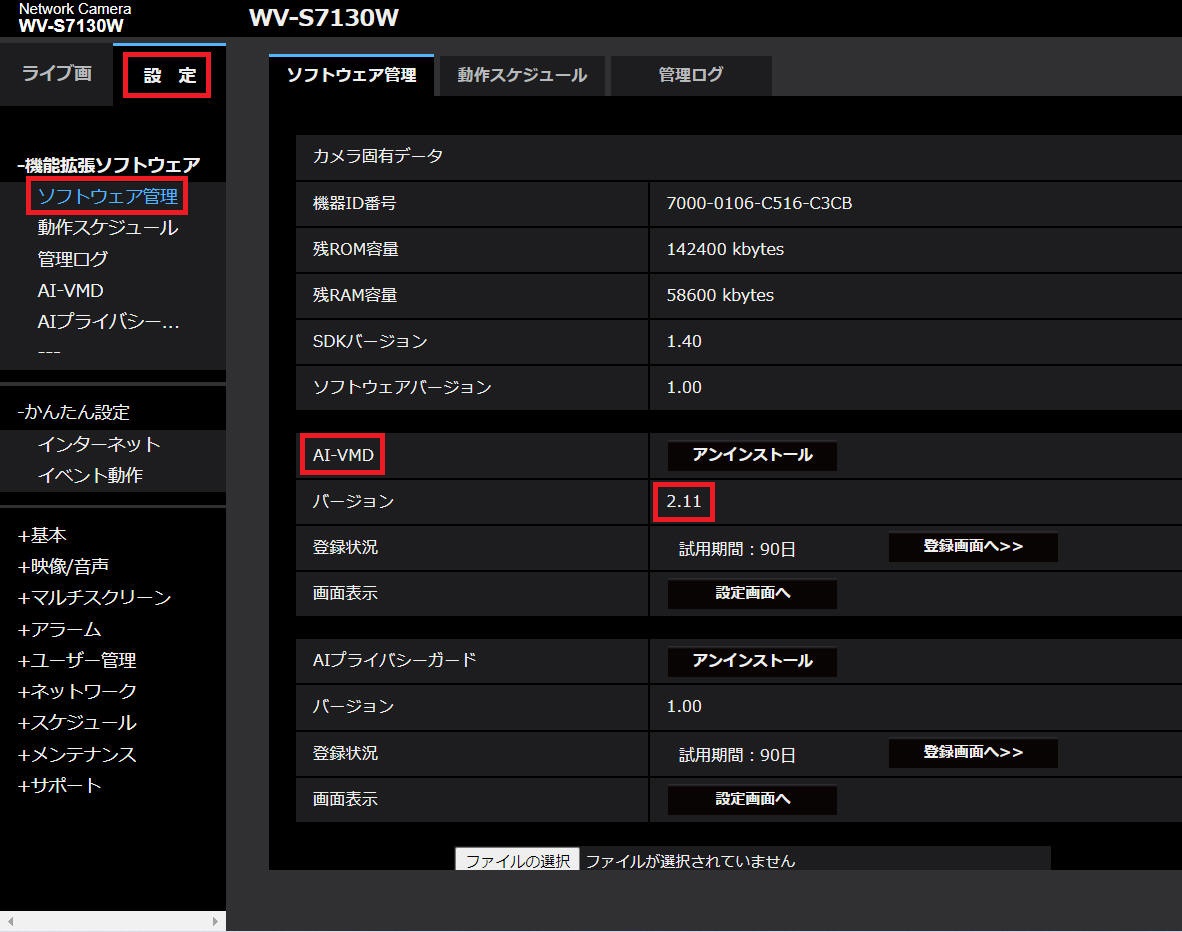 Network Camera
WV-S7130W
WV-S7130W
ライブ画
設 定
-機能拡張ソフトウェア
ソフトウェア管理
動作スケジュール
管理ログ
AI-VMD
AIプライバシー...
---
-かんたん設定
インターネット
イベント動作
+基本
+映像/音声
+マルチスクリーン
+アラーム
+ユーザー管理
+ネットワーク
+スケジュール
+メンテナンス
+サポート
ソフトウェア管理 動作スケジュール 管理ログ
カメラ固有データ
機器ID番号 7000-0106-C516-C3CB
残ROM容量 142400 kbytes
残RAM容量 58600 kbytes
SDKバージョン 1.40
ソフトウェアバージョン 1.00
AI-VMD アンインストール
バージョン 2.11
登録状況 試用期間：90日 登録画面へ>>
画面表示 設定画面へ
AIプライバシーガード アンインストール
バージョン 1.00
登録状況 試用期間：90日 登録画面へ>>
画面表示 設定画面へ
ファイルの選択 ファイルが選択されていません